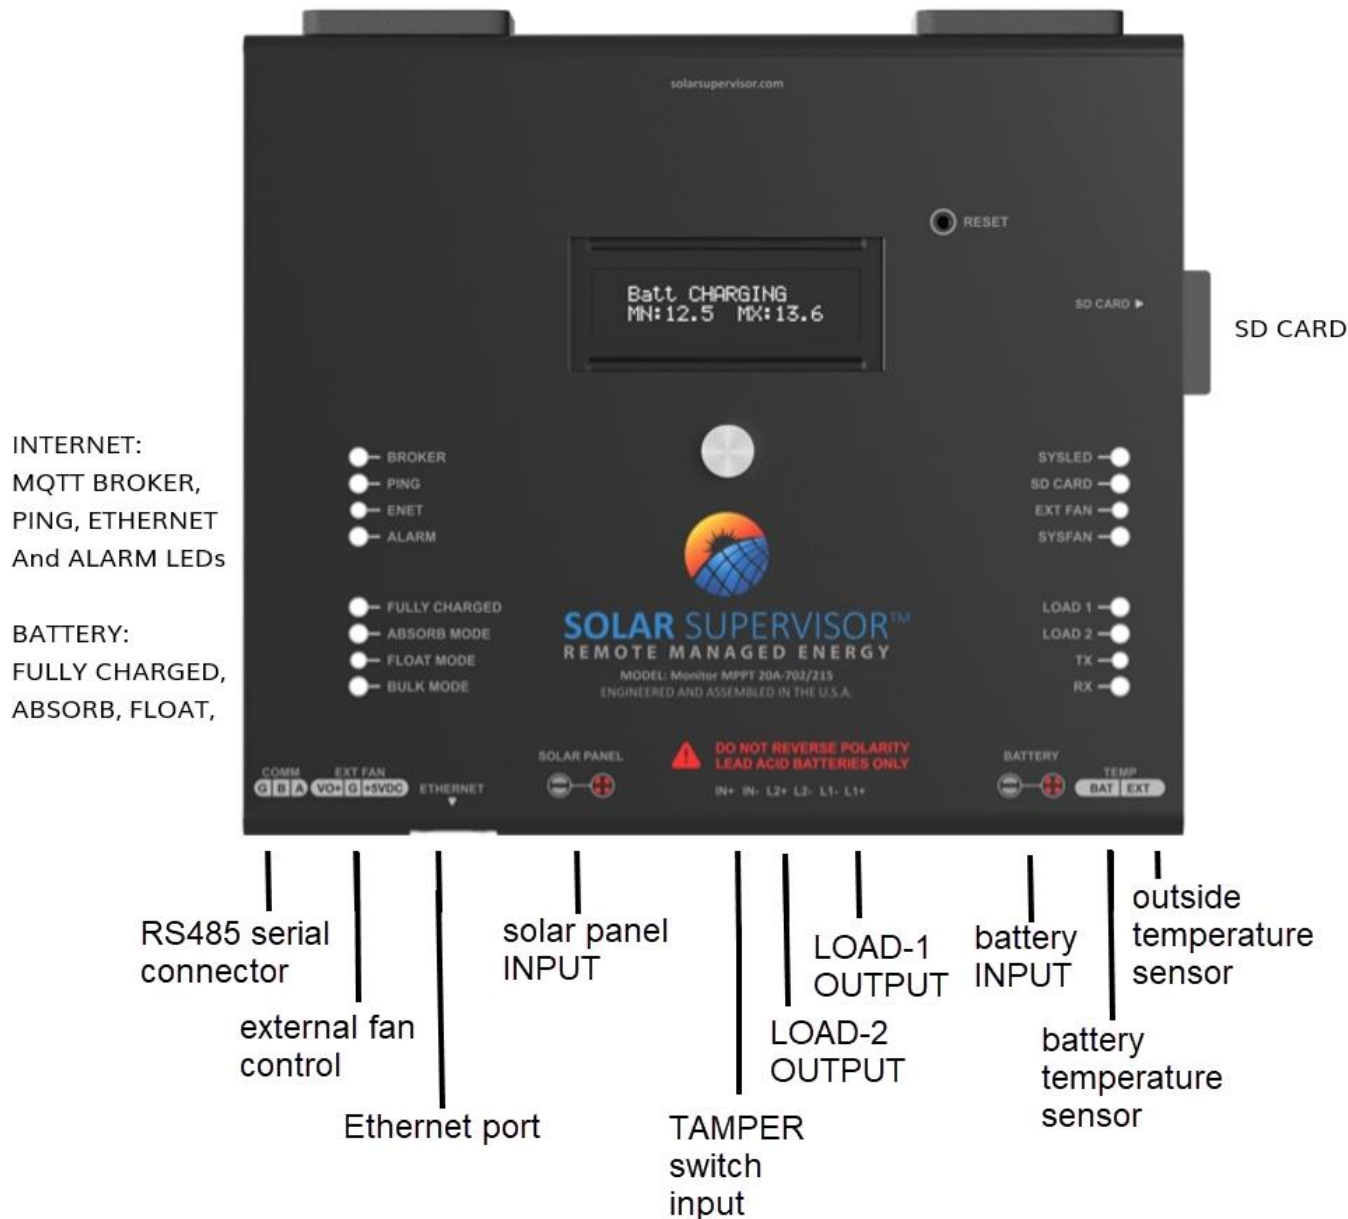 solarsupervisor.com
RESET
Batt CHARGING
MN:12.5 MX:13.6
SD CARD
SD CARD
INTERNET:
MQTT BROKER,
PING, ETHERNET
And ALARM LEDs
BROKER
PING
ENET
ALARM
SYSLED
SD CARD
EXT FAN
SYSFAN
BATTERY:
FULLY CHARGED,
ABSORB, FLOAT,
FULLY CHARGED
ABSORB MODE
FLOAT MODE
BULK MODE
LOAD 1
LOAD 2
TX
RX
SOLAR SUPERVISOR™
REMOTE MANAGED ENERGY
MODEL: Monitor MPPT 20A-702/215
ENGINEERED AND ASSEMBLED IN THE U.S.A.
DO NOT REVERSE POLARITY
LEAD ACID BATTERIES ONLY
COMM
G B A
EXT FAN
VO+ G +5VDC
ETHERNET
SOLAR PANEL
IN+ IN- L2+ L2- L1- L1+
BATTERY
TEMP
BAT EXT
RS485 serial
connector
external fan
control
Ethernet port
solar panel
INPUT
TAMPER
switch
input
LOAD-2
OUTPUT
LOAD-1
OUTPUT
battery
INPUT
battery
temperature
sensor
outside
temperature
sensor